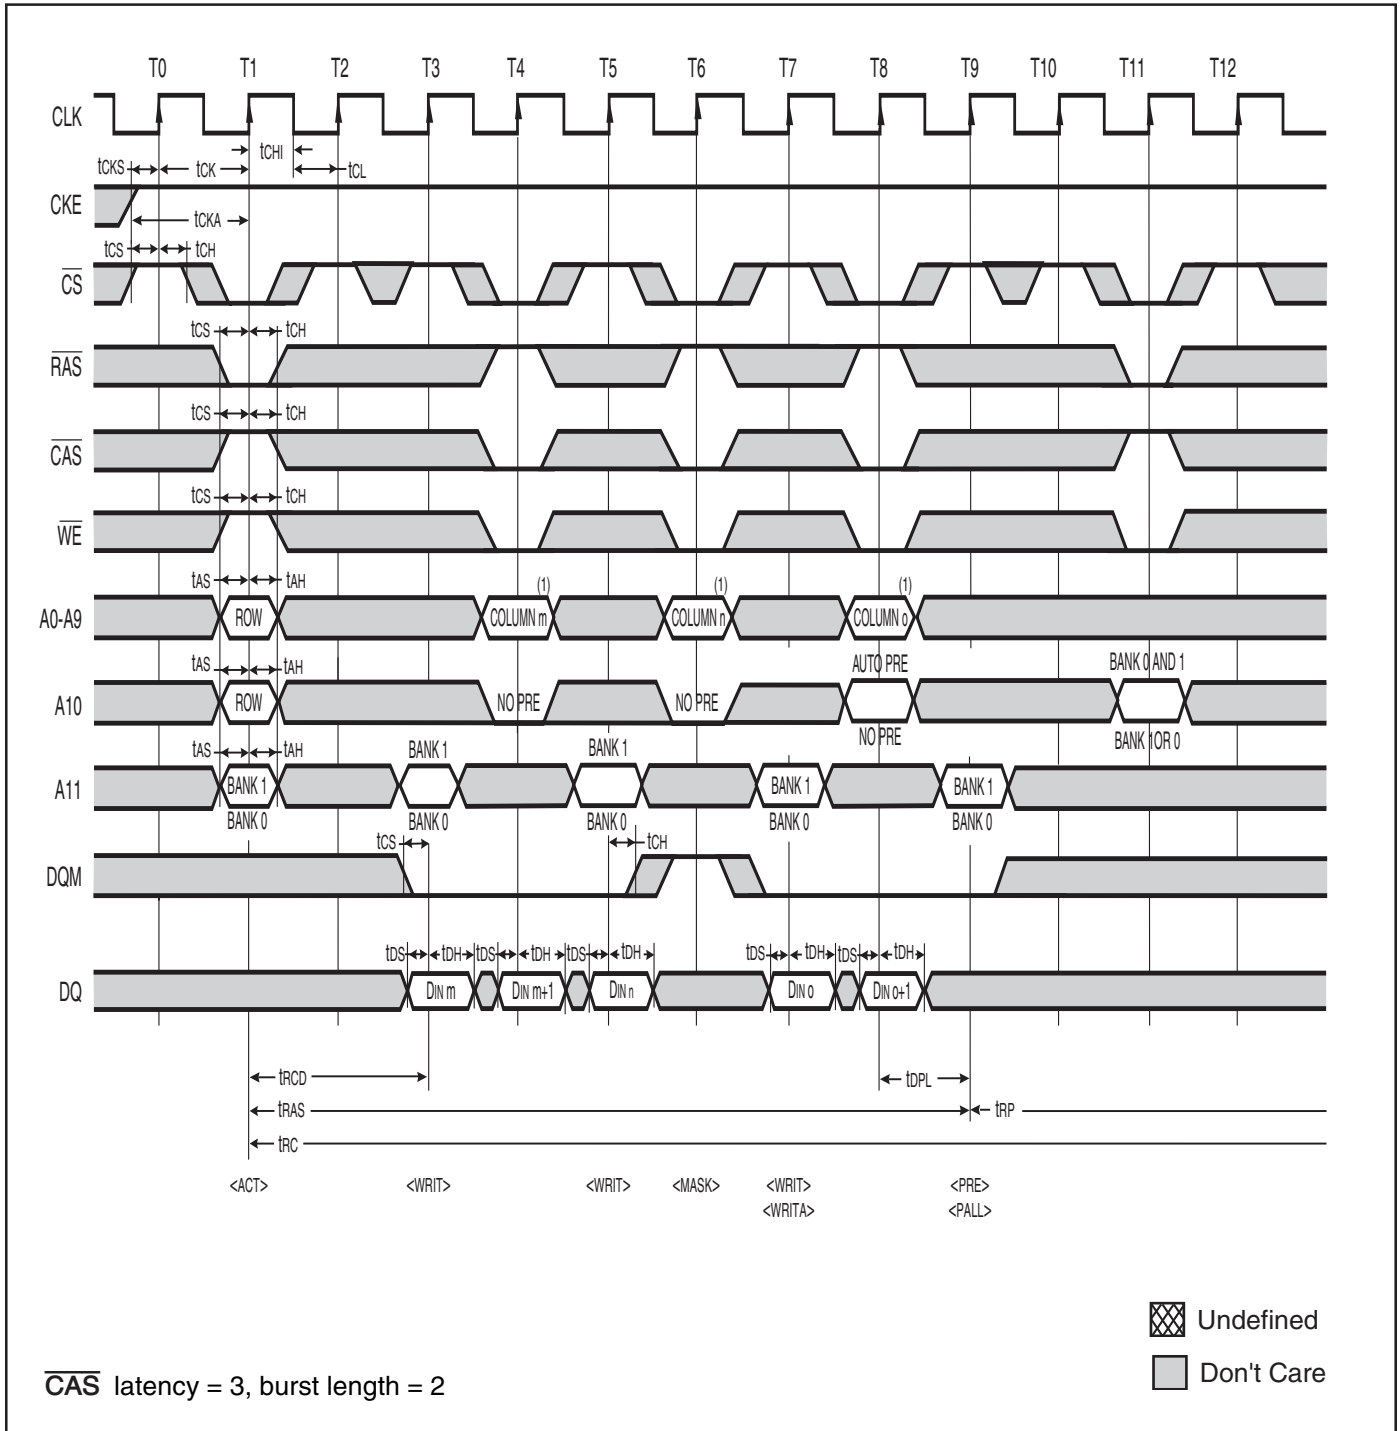 T0 T1 T2 T3 T4 T5 T6 T7 T8 T9 T10 T11 T12
CLK
tCHI
tCKS tCK tCL
CKE
tCKA
tCS tCH
CS
tCS tCH
RAS
tCS tCH
CAS
tCS tCH
WE
tAS tAH (1) (1) (1)
A0-A9 ROW COLUMN m COLUMN n COLUMN o
tAS tAH AUTO PRE BANK 0 AND 1
A10 ROW NO PRE NO PRE
NO PRE BANK 1 OR 0
tAS tAH BANK 1 BANK 1
A11 BANK 1 BANK 1 BANK 1
BANK 0 BANK 0 BANK 0 BANK 0 BANK 0
tCS tCH
DQM
tDS tDH tDS tDH tDS tDH tDS tDH tDS tDH
DQ DIN m DIN m+1 DIN n DIN o DIN o+1
tRCD tDPL
tRAS tRP
tRC
<ACT> <WRIT> <WRIT> <MASK> <WRIT> <PRE>
<WRITA> <PALL>
Undefined
Don't Care
CAS latency = 3, burst length = 2